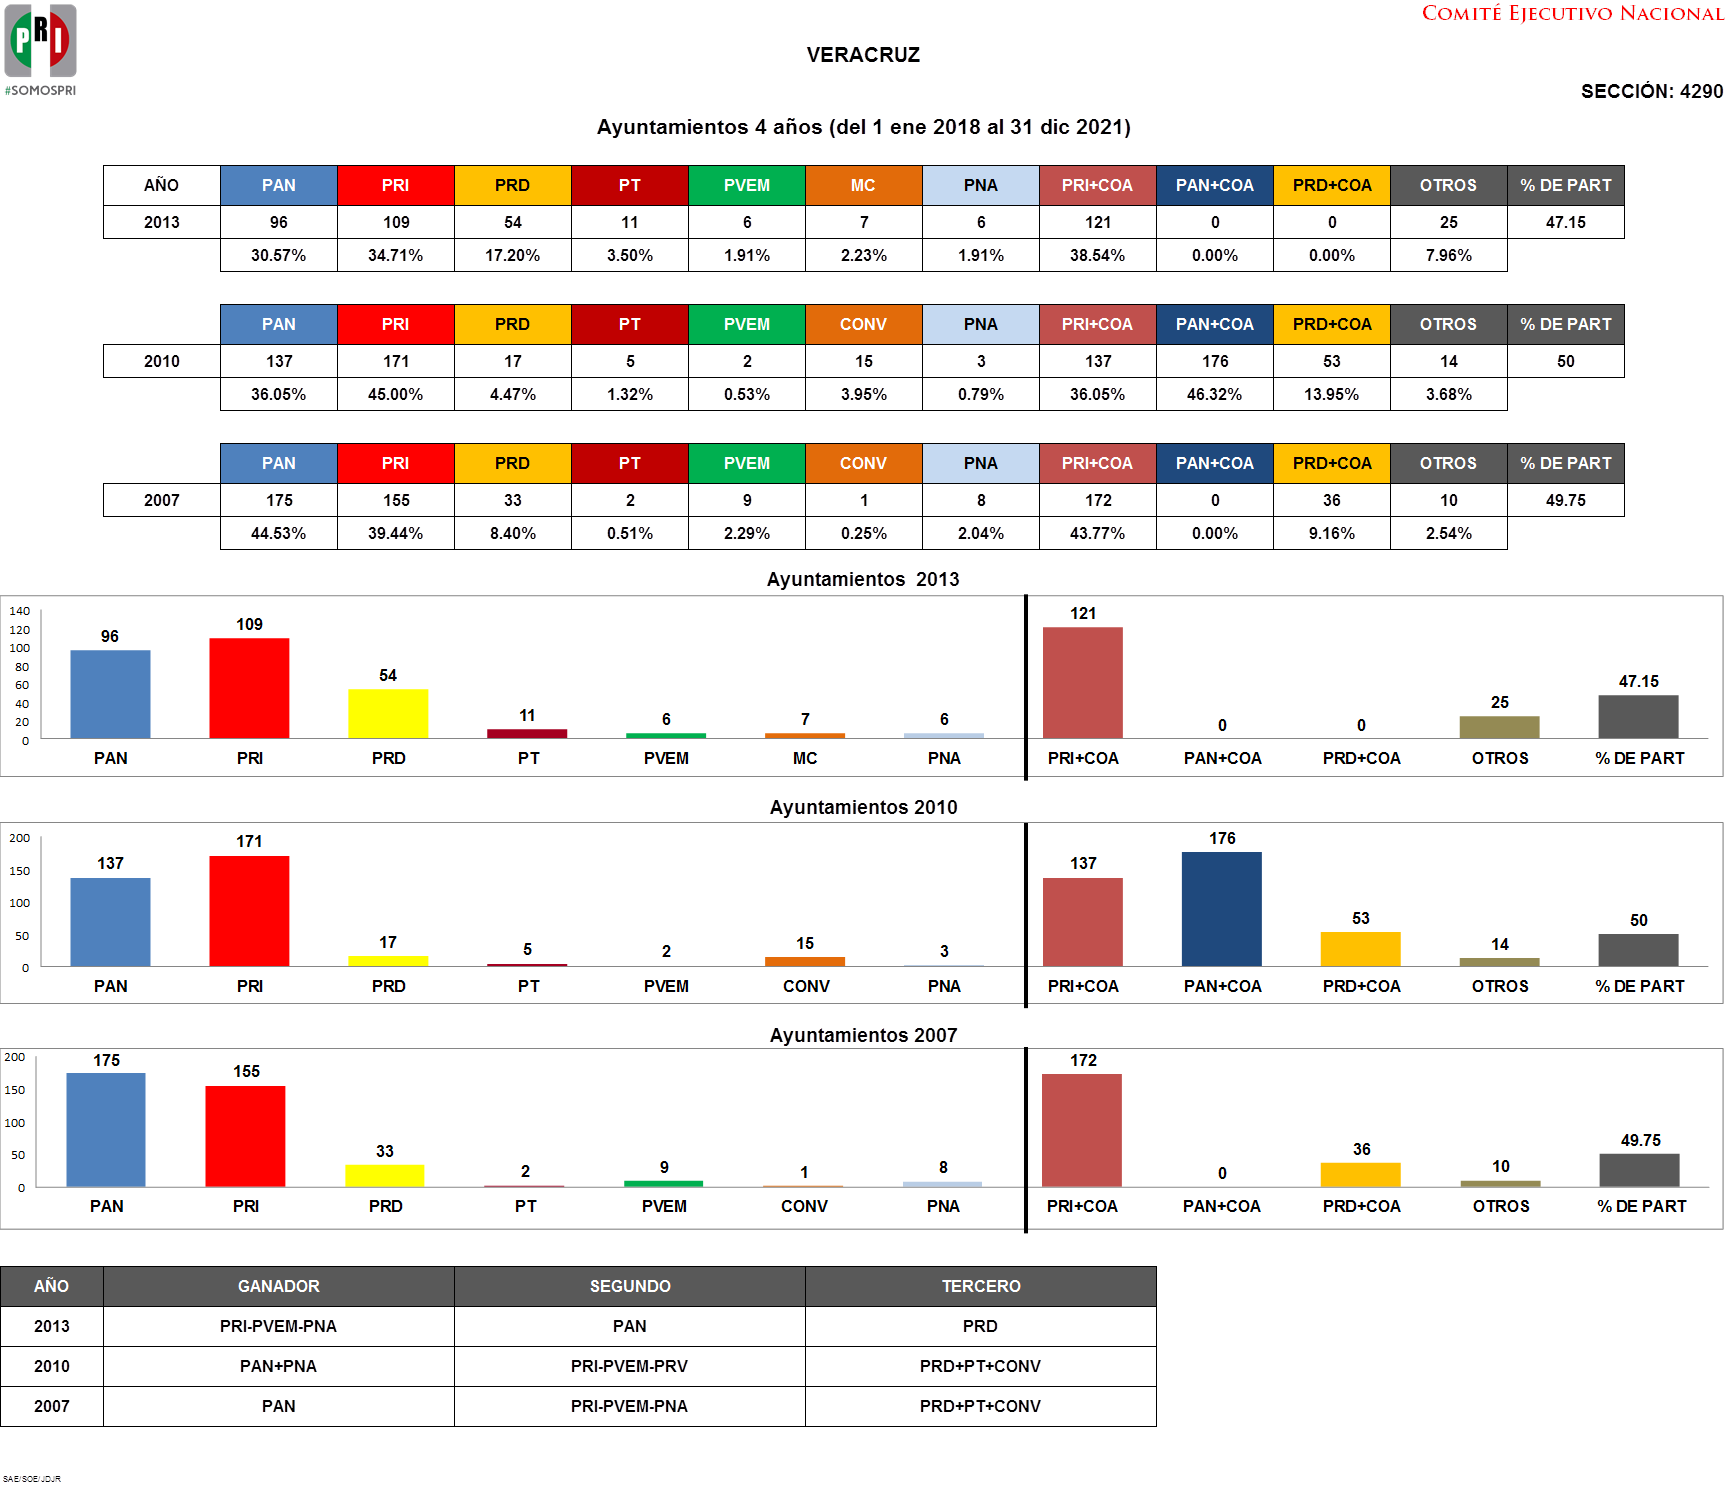 PRI
#SOMOSPRI
COMITÉ EJECUTIVO NACIONAL
VERACRUZ
SECCIÓN: 4290
Ayuntamientos 4 años (del 1 ene 2018 al 31 dic 2021)
AÑO PAN PRI PRD PT PVEM MC PNA PRI+COA PAN+COA PRD+COA OTROS % DE PART
2013 96 109 54 11 6 7 6 121 0 0 25 47.15
30.57% 34.71% 17.20% 3.50% 1.91% 2.23% 1.91% 38.54% 0.00% 0.00% 7.96%
PAN PRI PRD PT PVEM CONV PNA PRI+COA PAN+COA PRD+COA OTROS % DE PART
2010 137 171 17 5 2 15 3 137 176 53 14 50
36.05% 45.00% 4.47% 1.32% 0.53% 3.95% 0.79% 36.05% 46.32% 13.95% 3.68%
PAN PRI PRD PT PVEM CONV PNA PRI+COA PAN+COA PRD+COA OTROS % DE PART
2007 175 155 33 2 9 1 8 172 0 36 10 49.75
44.53% 39.44% 8.40% 0.51% 2.29% 0.25% 2.04% 43.77% 0.00% 9.16% 2.54%
Ayuntamientos 2013
140
120
100
80
60
40
20
0
96 109 54 11 6 7 6 121 0 0 25 47.15
PAN PRI PRD PT PVEM MC PNA PRI+COA PAN+COA PRD+COA OTROS % DE PART
Ayuntamientos 2010
200
150
100
50
0
137 171 17 5 2 15 3 137 176 53 14 50
PAN PRI PRD PT PVEM CONV PNA PRI+COA PAN+COA PRD+COA OTROS % DE PART
Ayuntamientos 2007
200
150
100
50
0
175 155 33 2 9 1 8 172 0 36 10 49.75
PAN PRI PRD PT PVEM CONV PNA PRI+COA PAN+COA PRD+COA OTROS % DE PART
AÑO GANADOR SEGUNDO TERCERO
2013 PRI-PVEM-PNA PAN PRD
2010 PAN+PNA PRI-PVEM-PRV PRD+PT+CONV
2007 PAN PRI-PVEM-PNA PRD+PT+CONV
SAE/SOE/JDJR